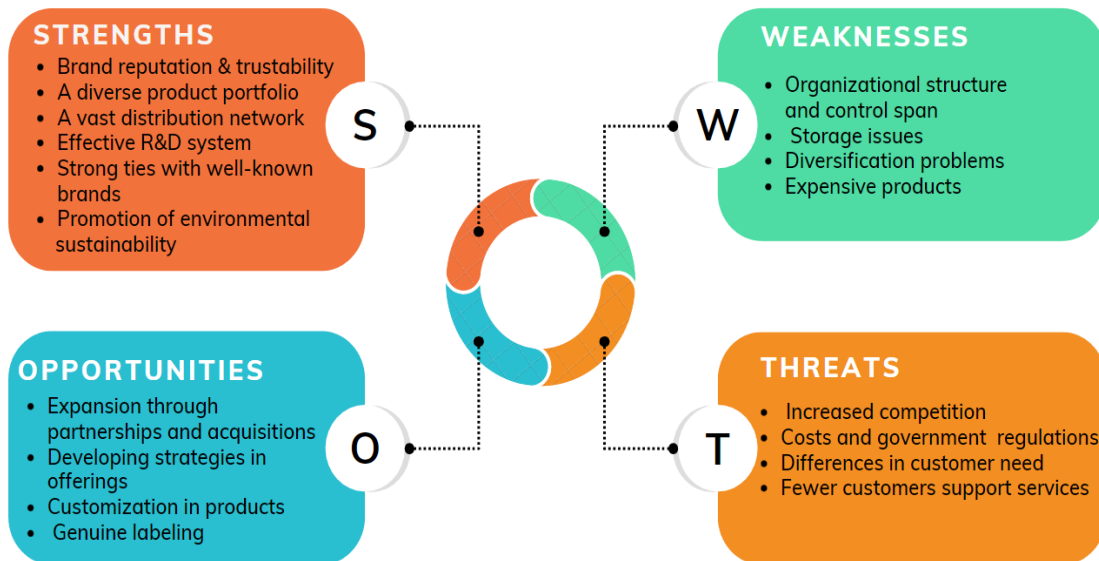 STRENGTHS
• Brand reputation & trustability
• A diverse product portfolio
• A vast distribution network
• Effective R&D system
• Strong ties with well-known
brands
• Promotion of environmental
sustainability
S
WEAKNESSES
• Organizational structure
and control span
• Storage issues
• Diversification problems
• Expensive products
W
OPPORTUNITIES
• Expansion through
partnerships and acquisitions
• Developing strategies in
offerings
• Customization in products
• Genuine labeling
O
THREATS
• Increased competition
• Costs and government regulations
• Differences in customer need
• Fewer customers support services
T